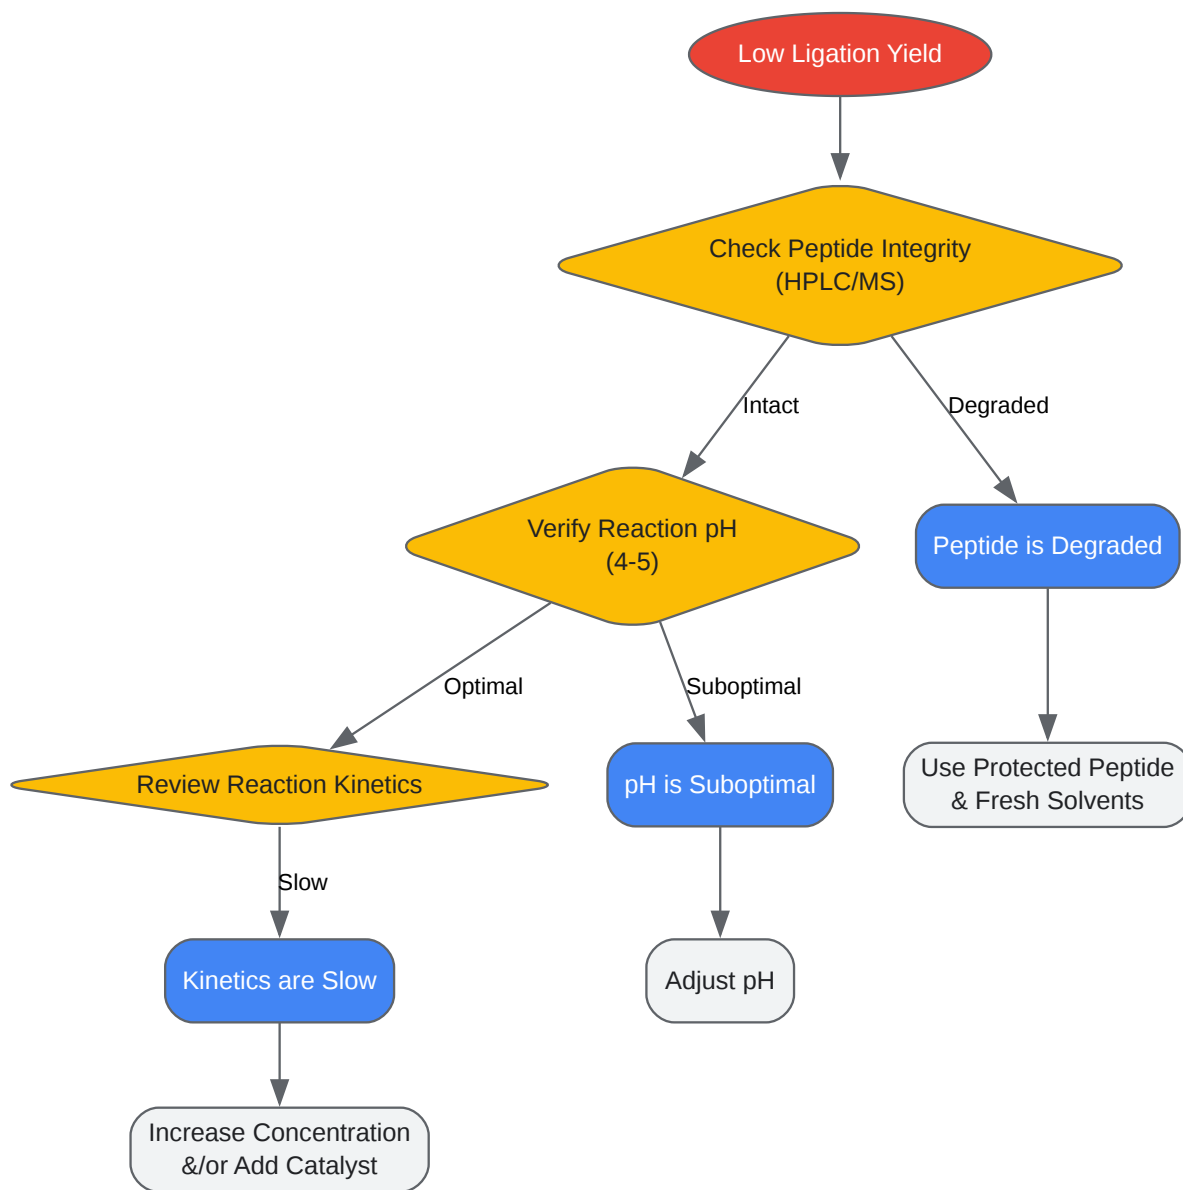 Low Ligation Yield
Check Peptide Integrity
(HPLC/MS)
Intact
Degraded
Verify Reaction pH
(4-5)
Peptide is Degraded
Optimal
Suboptimal
Review Reaction Kinetics
pH is Suboptimal
Use Protected Peptide
& Fresh Solvents
Slow
Kinetics are Slow
Adjust pH
Increase Concentration
&/or Add Catalyst